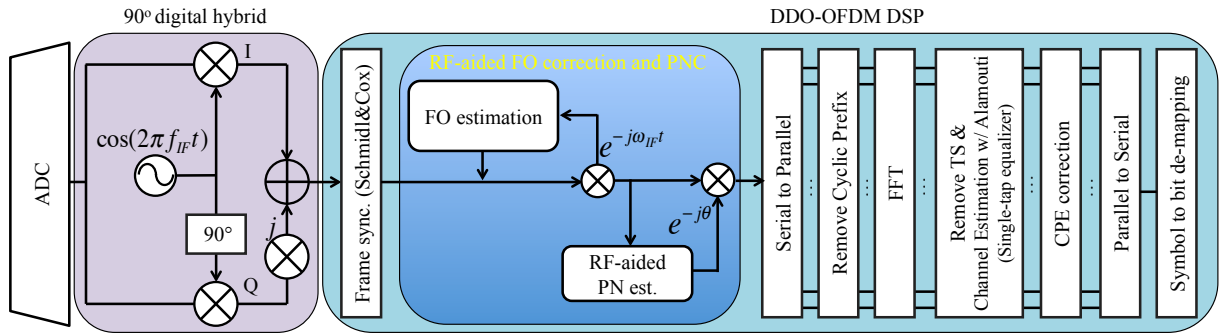 90° digital hybrid
DDO-OFDM DSP
ADC
I
cos(2πf_IF t)
90°
j
Q
Frame sync. (Schmidl&Cox)
RF-aided FO correction and PNC
FO estimation
e^{-jω_IF t}
e^{-jθ}
RF-aided
PN est.
Serial to Parallel
Remove Cyclic Prefix
FFT
Remove TS &
Channel Estimation w/ Alamouti
(Single-tap equalizer)
CPE correction
Parallel to Serial
Symbol to bit de-mapping